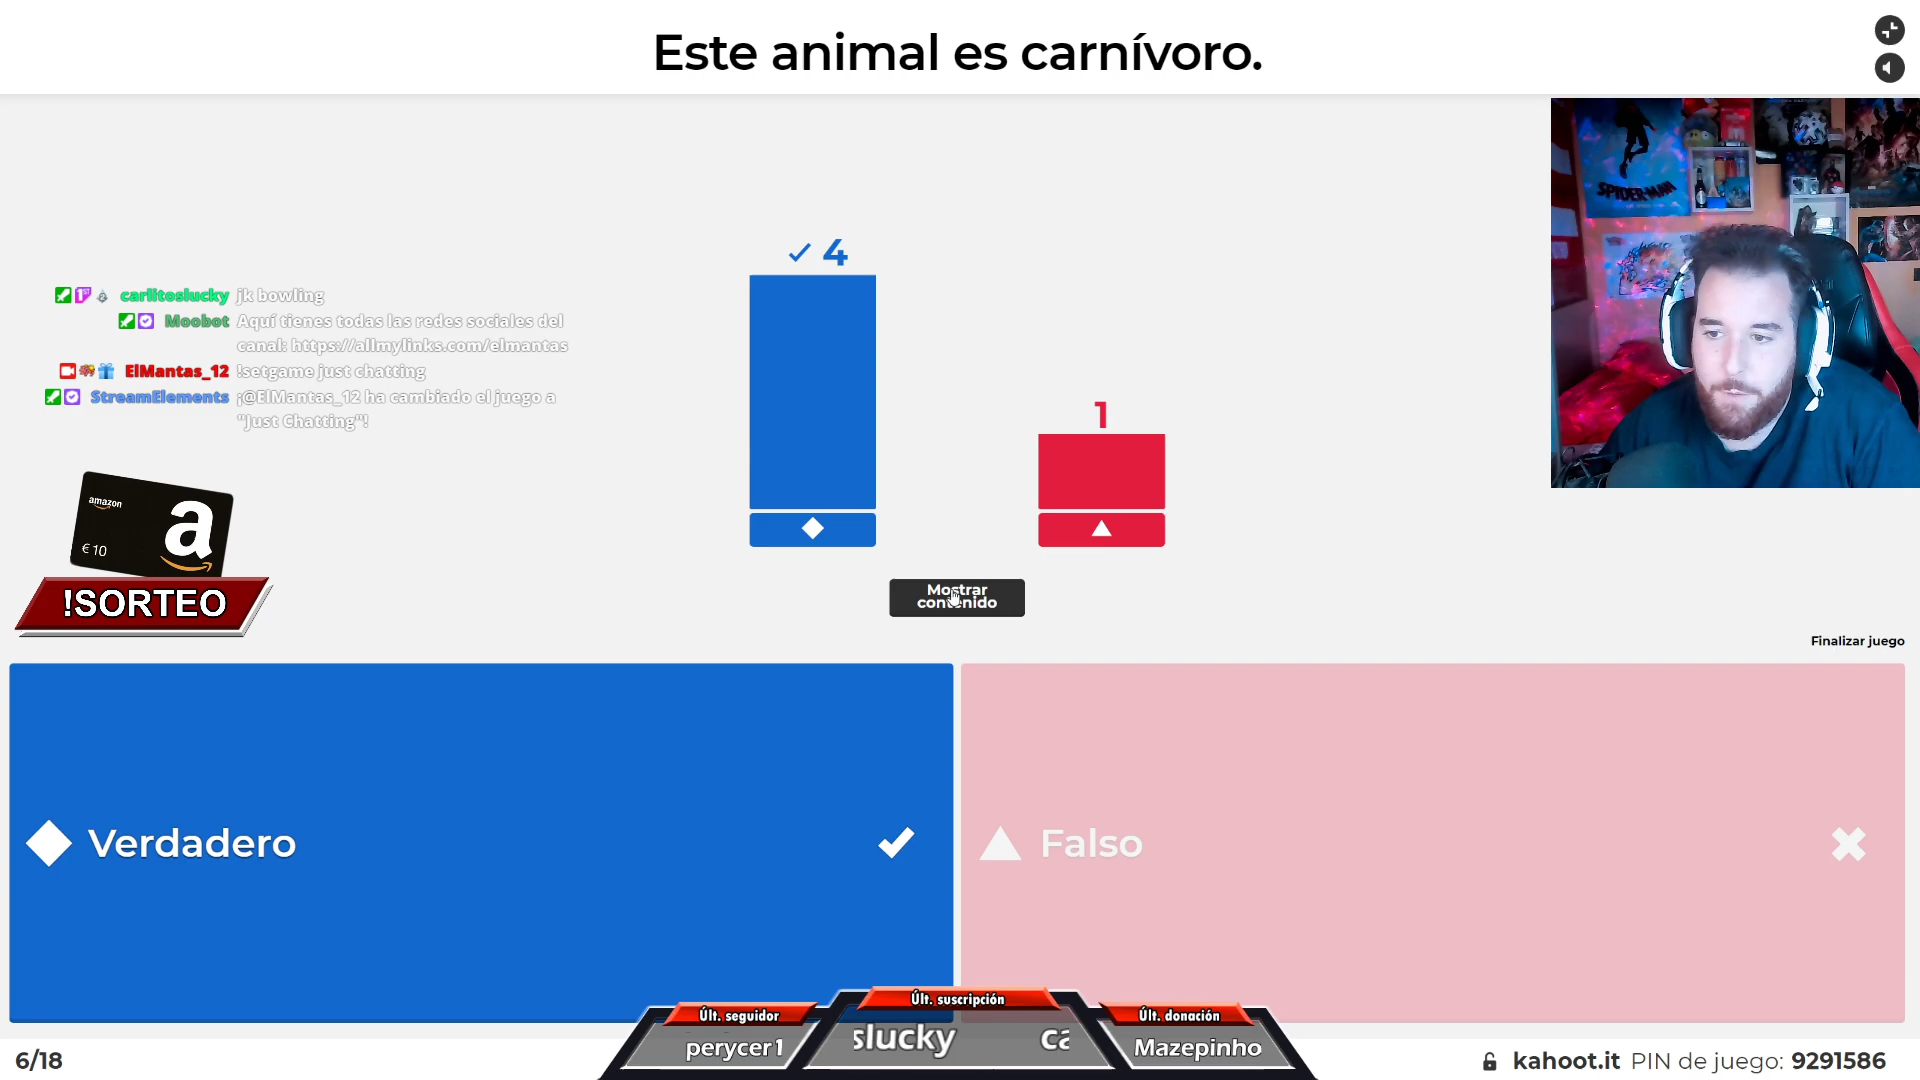 Este animal es carnívoro.
SPIDER-MAN
4
carlitoslucky jk bowling
Moobot Aquí tienes todas las redes sociales del
canal: https://allmylinks.com/elmantas
ElMantas_12 !setgame just chatting
StreamElements ¡@ElMantas_12 ha cambiado el juego a
"Just Chatting"!
1
amazon
a
€10
!SORTEO
Mostrar
contenido
Finalizar juego
Verdadero
Falso
Últ. seguidor
perycer1
Últ. suscripción
slucky ca
Últ. donación
Mazepinho
6/18
kahoot.it PIN de juego: 9291586